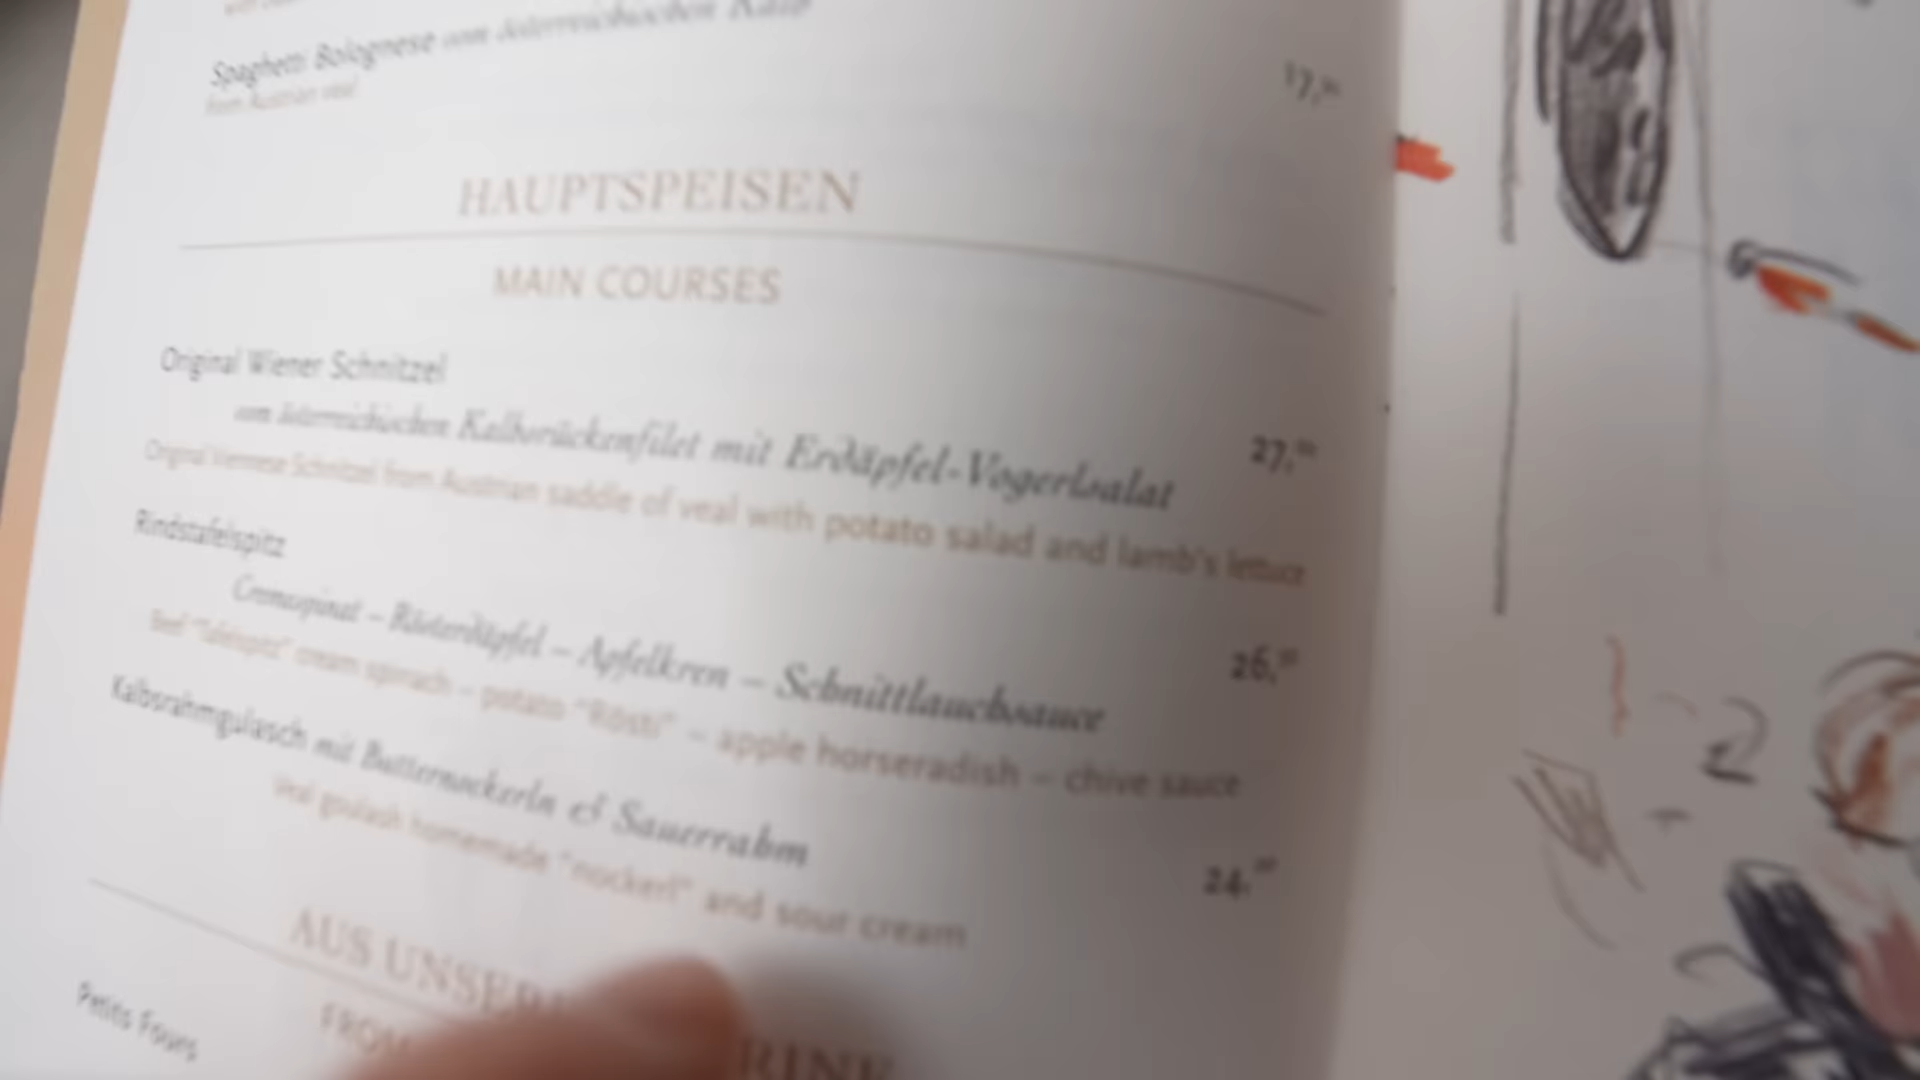 Spaghetti Bolognese vom österreichischen Kalb
from Austrian veal
17,
HAUPTSPEISEN
MAIN COURSES
Original Wiener Schnitzel
vom österreichischen Kalbsrückenfilet mit Erdäpfel-Vogerlsalat
27,
Original Viennese Schnitzel from Austrian saddle of veal with potato salad and lamb's lettuce
Rindstafelspitz
Cremespinat – Rösterdäpfel – Apfelkren – Schnittlauchsauce
26,
Beef "Tafelspitz" cream spinach – potato "Rösti" – apple horseradish – chive sauce
Kalbsrahmgulasch mit Butternockerln & Sauerrahm
24,
Veal goulash homemade "nockerl" and sour cream
AUS
FROM
Petits Fours